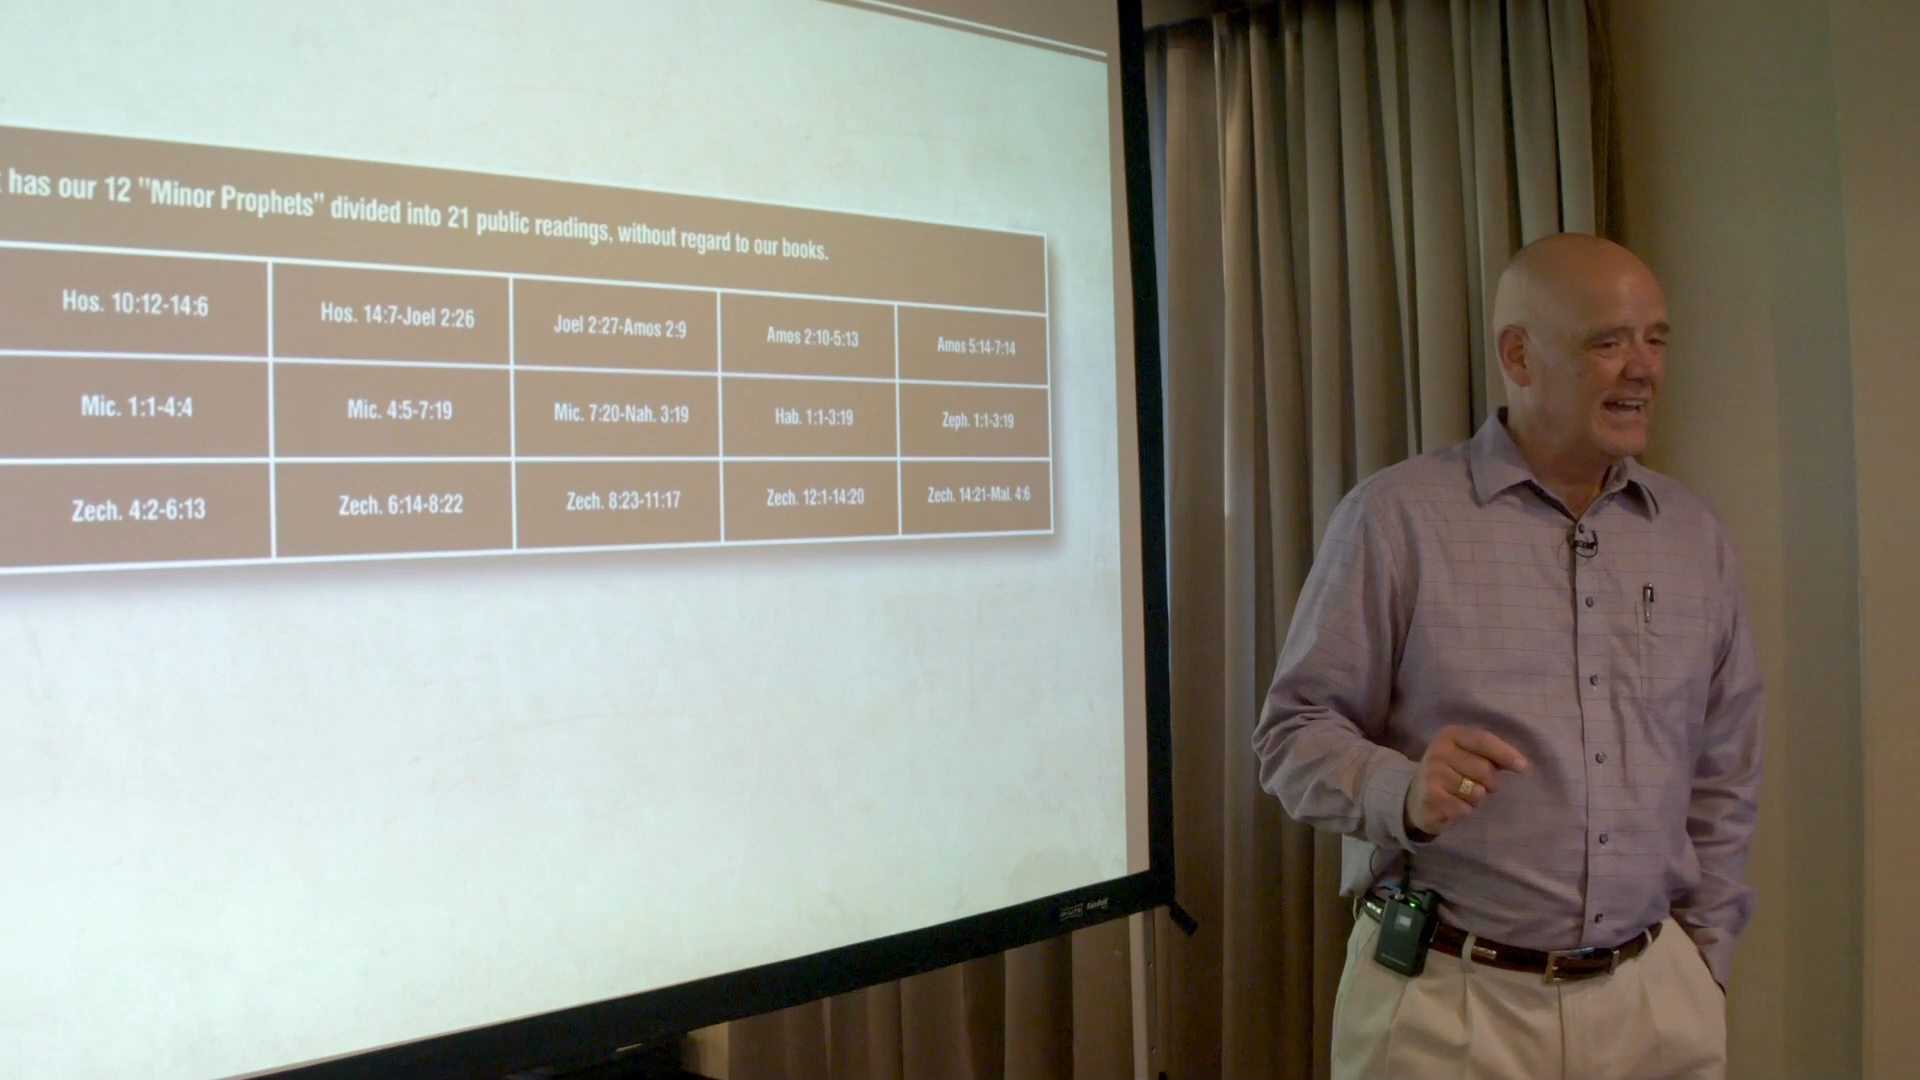 has our 12 "Minor Prophets" divided into 21 public readings, without regard to our books.
Hos. 10:12-14:6 Hos. 14:7-Joel 2:26 Joel 2:27-Amos 2:9 Amos 2:10-5:13 Amos 5:14-7:14
Mic. 1:1-4:4 Mic. 4:5-7:19 Mic. 7:20-Nah. 3:19 Hab. 1:1-3:19 Zeph. 1:1-3:19
Zech. 4:2-6:13 Zech. 6:14-8:22 Zech. 8:23-11:17 Zech. 12:1-14:20 Zech. 14:21-Mal. 4:6